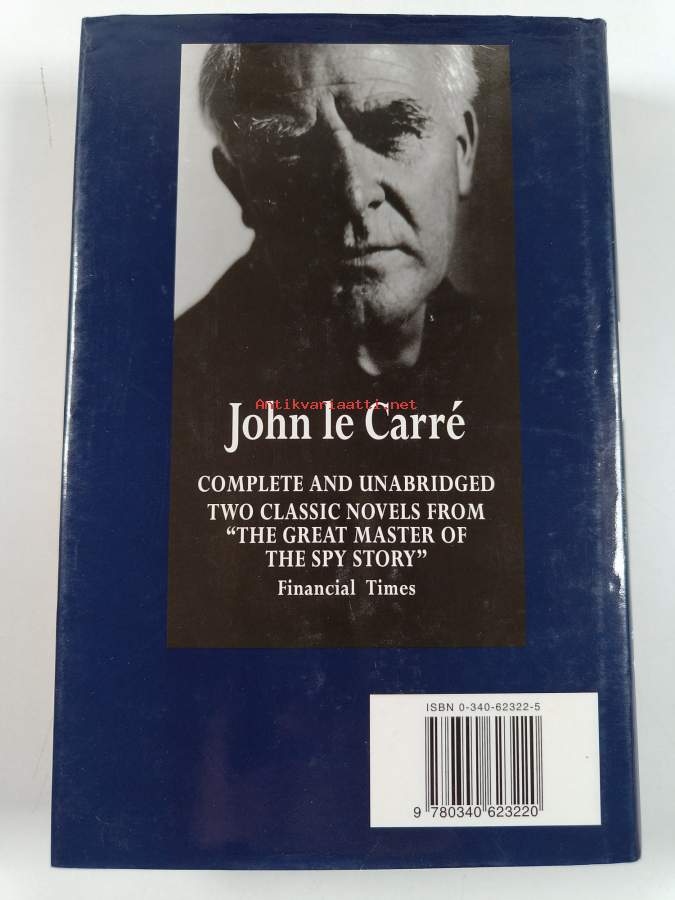 Antikvariaatti.net
John le Carré
COMPLETE AND UNABRIDGED
TWO CLASSIC NOVELS FROM
“THE GREAT MASTER OF
THE SPY STORY”
Financial Times
ISBN 0-340-62322-5
9 780340 623220